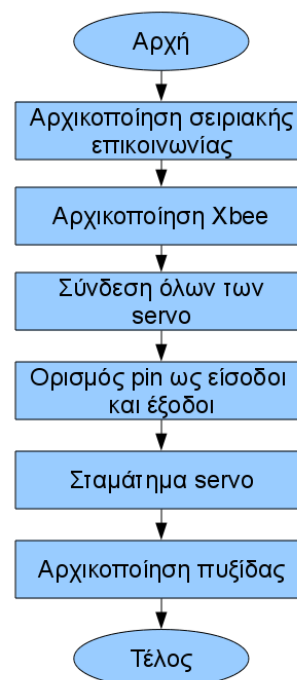 Αρχή
Αρχικοποίηση σειριακής
επικοινωνίας
Αρχικοποίηση Xbee
Σύνδεση όλων των
servo
Ορισμός pin ως είσοδοι
και έξοδοι
Σταμάτημα servo
Αρχικοποίηση πυξίδας
Τέλος